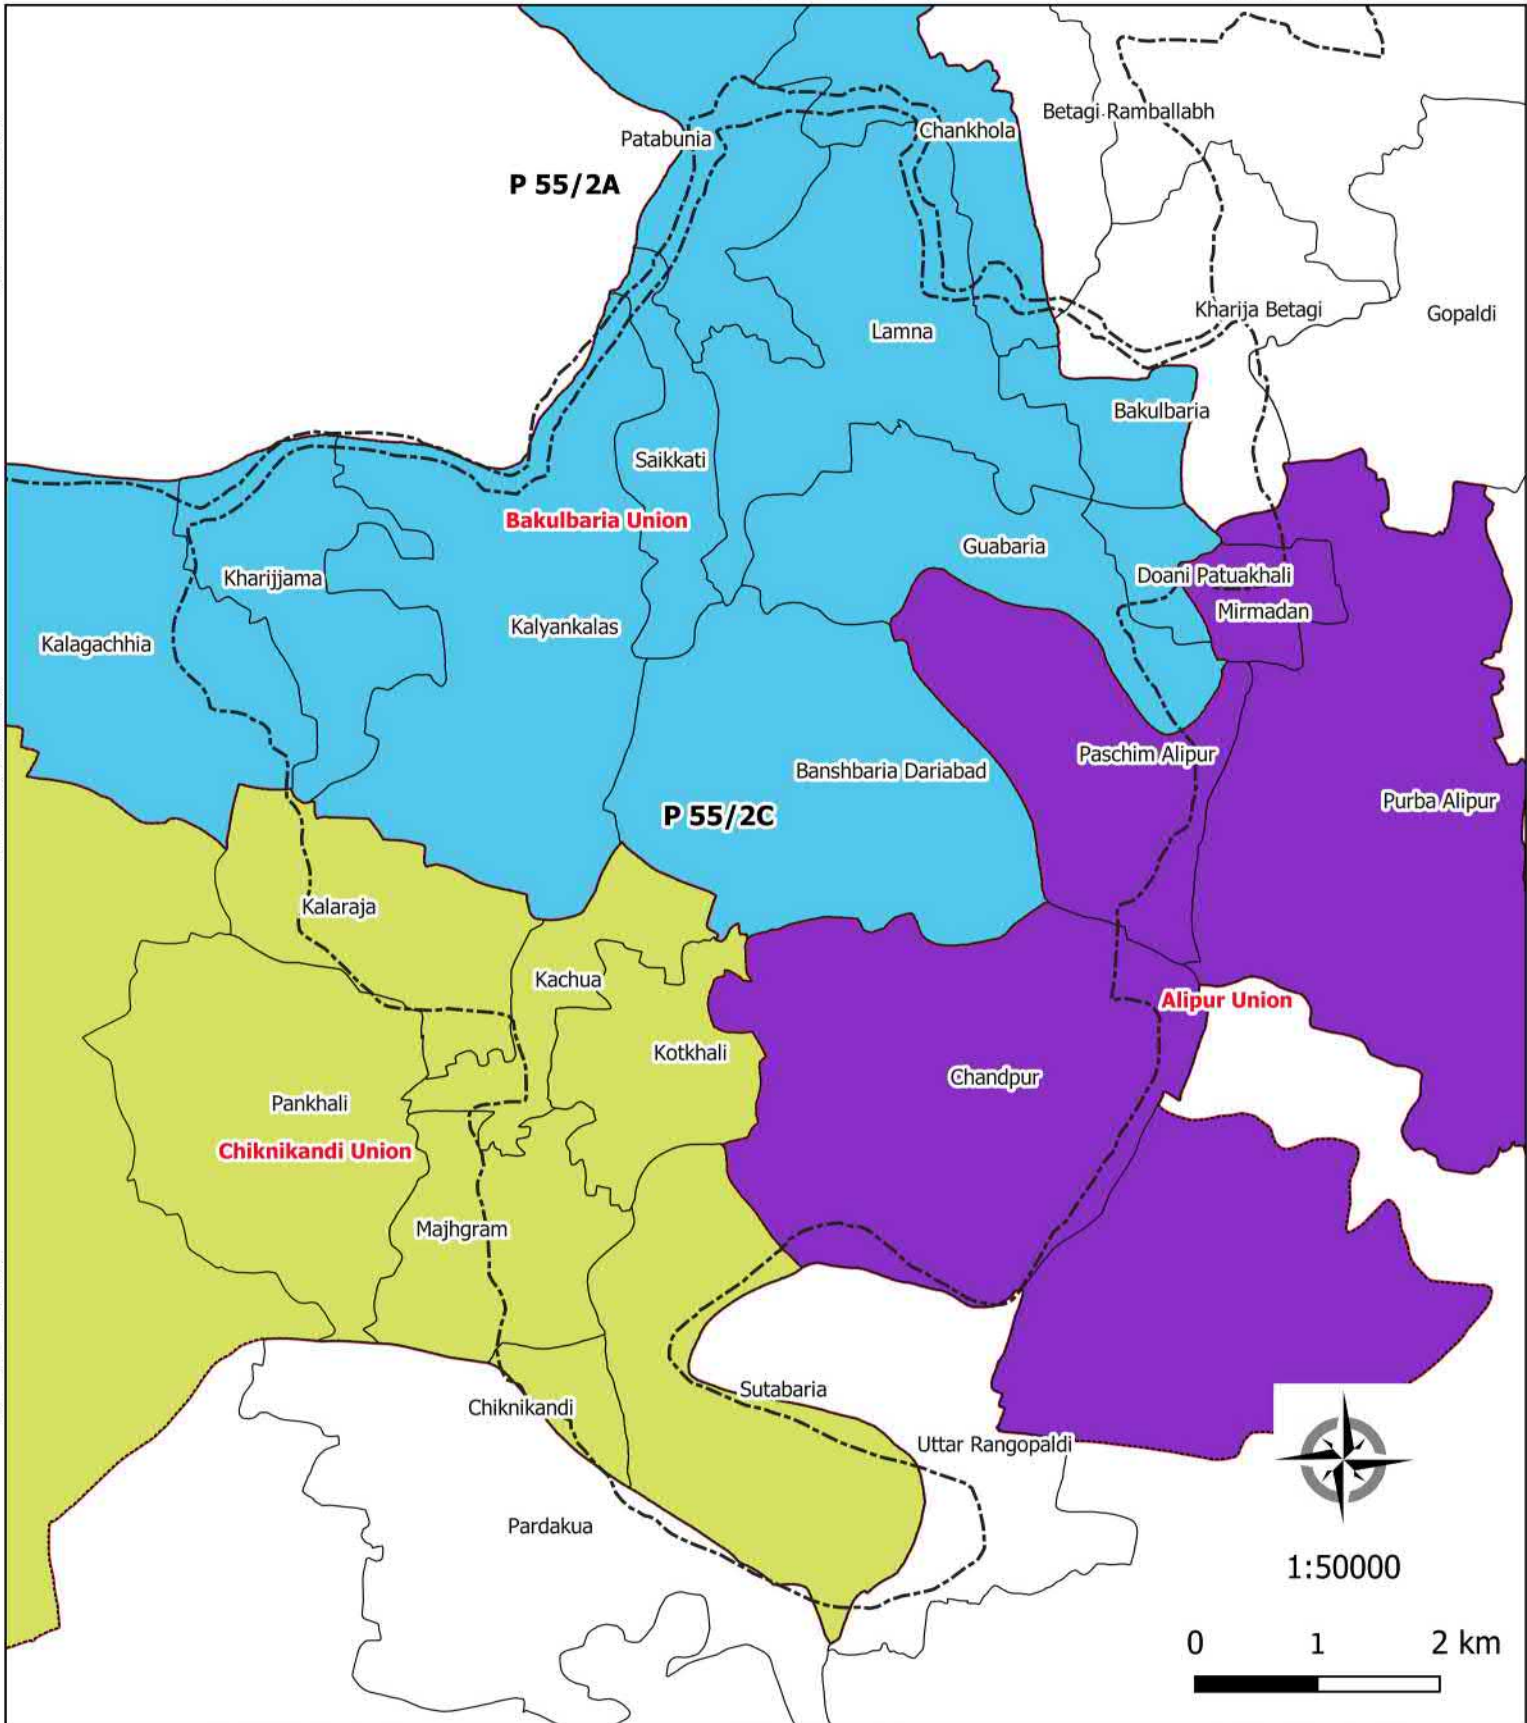 Betagi Ramballabh
Chankhola
Patabunia
P 55/2A
Kharija Betagi
Gopaldi
Lamna
Bakulbaria
Saikkati
Bakulbaria Union
Guabaria
Kharijjama
Doani Patuakhali
Mirmadan
Kalyankalas
Kalagachhia
Paschim Alipur
Banshbaria Dariabad
Purba Alipur
P 55/2C
Kalaraja
Kachua
Alipur Union
Kotkhali
Chandpur
Pankhali
Chiknikandi Union
Majhgram
Sutabaria
Chiknikandi
Uttar Rangopaldi
Pardakua
1:50000
0 1 2 km